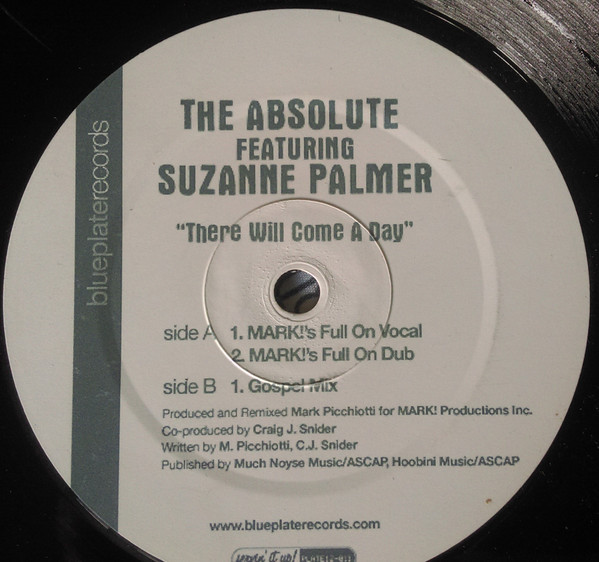 blueplaterecords
THE ABSOLUTE
FEATURING
SUZANNE PALMER
"There Will Come A Day"
side A 1. MARK!'s Full On Vocal
2. MARK!'s Full On Dub
side B 1. Gospel Mix
Produced and Remixed Mark Picchiotti for MARK! Productions Inc.
Co-produced by Craig J. Snider
Written by M. Picchiotti, C.J. Snider
Published by Much Noyse Music/ASCAP, Hoobini Music/ASCAP
www.blueplaterecords.com
it up!